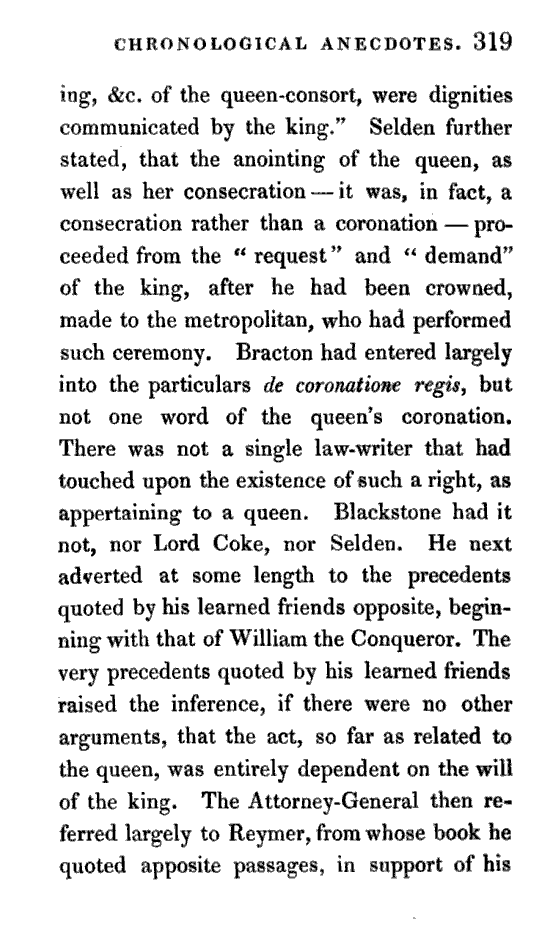 CHRONOLOGICAL ANECDOTES. 319
ing, &c. of the queen-consort, were dignities
communicated by the king.” Selden further
stated, that the anointing of the queen, as
well as her consecration — it was, in fact, a
consecration rather than a coronation — pro-
ceeded from the “ request” and “ demand”
of the king, after he had been crowned,
made to the metropolitan, who had performed
such ceremony. Bracton had entered largely
into the particulars de coronatione regis, but
not one word of the queen’s coronation.
There was not a single law-writer that had
touched upon the existence of such a right, as
appertaining to a queen. Blackstone had it
not, nor Lord Coke, nor Selden. He next
adverted at some length to the precedents
quoted by his learned friends opposite, begin-
ning with that of William the Conqueror. The
very precedents quoted by his learned friends
raised the inference, if there were no other
arguments, that the act, so far as related to
the queen, was entirely dependent on the will
of the king. The Attorney-General then re-
ferred largely to Reymer, from whose book he
quoted apposite passages, in support of his